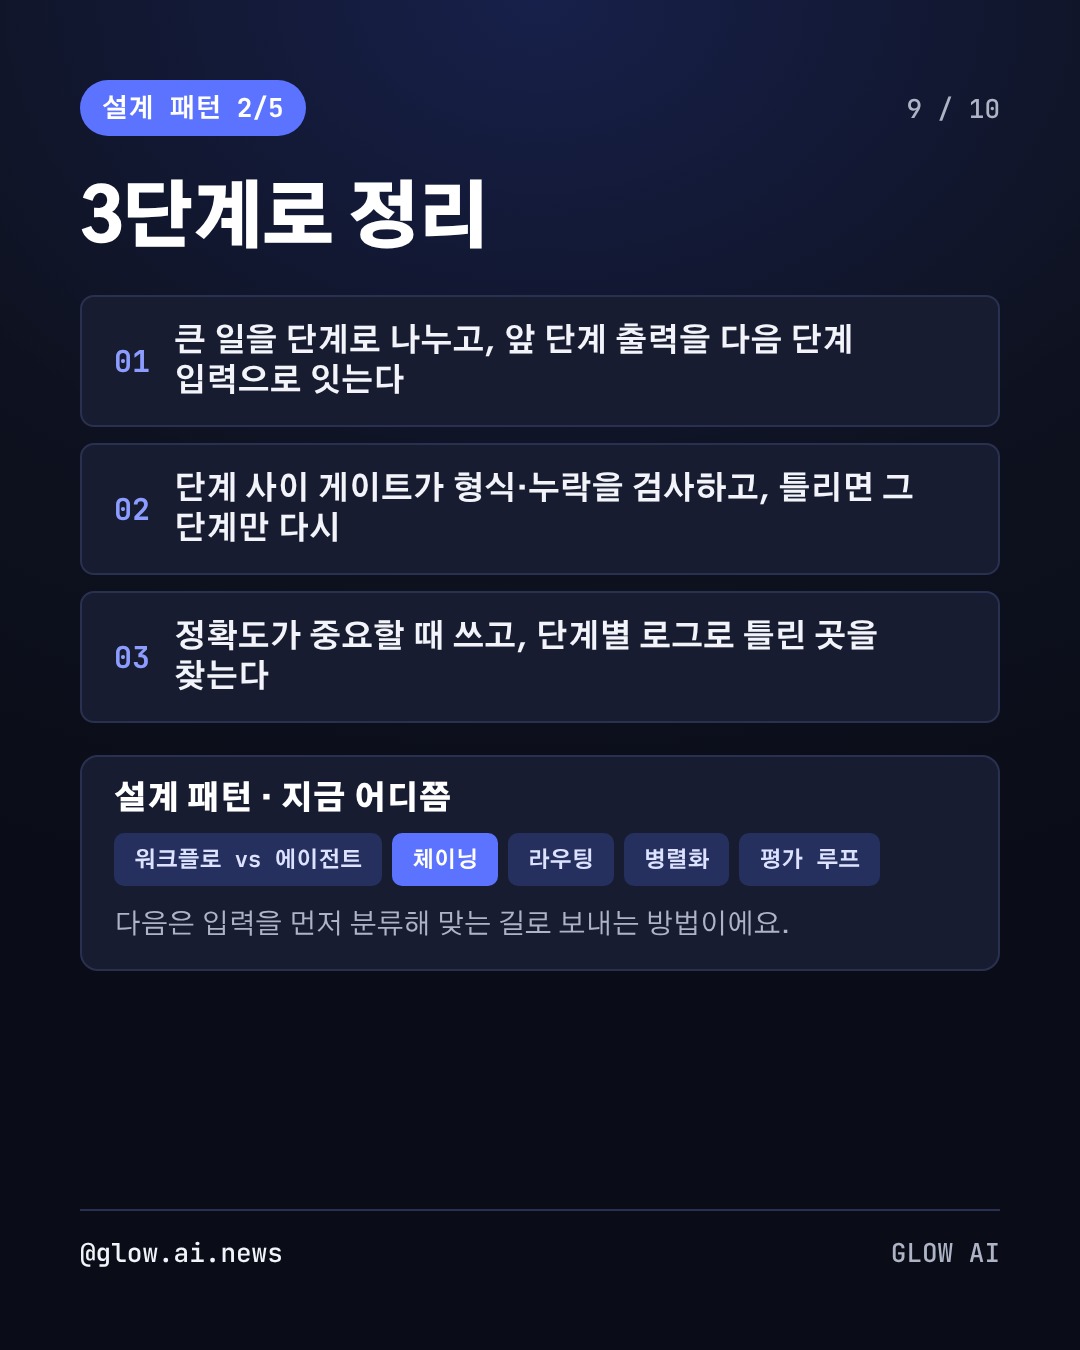 설계 패턴 2/5
9 / 10
3단계로 정리
01
큰 일을 단계로 나누고, 앞 단계 출력을 다음 단계
입력으로 잇는다
02
단계 사이 게이트가 형식·누락을 검사하고, 틀리면 그
단계만 다시
03
정확도가 중요할 때 쓰고, 단계별 로그로 틀린 곳을
찾는다
설계 패턴 · 지금 어디쯤
워크플로 vs 에이전트 체이닝 라우팅 병렬화 평가 루프
다음은 입력을 먼저 분류해 맞는 길로 보내는 방법이에요.
@glow.ai.news
GLOW AI